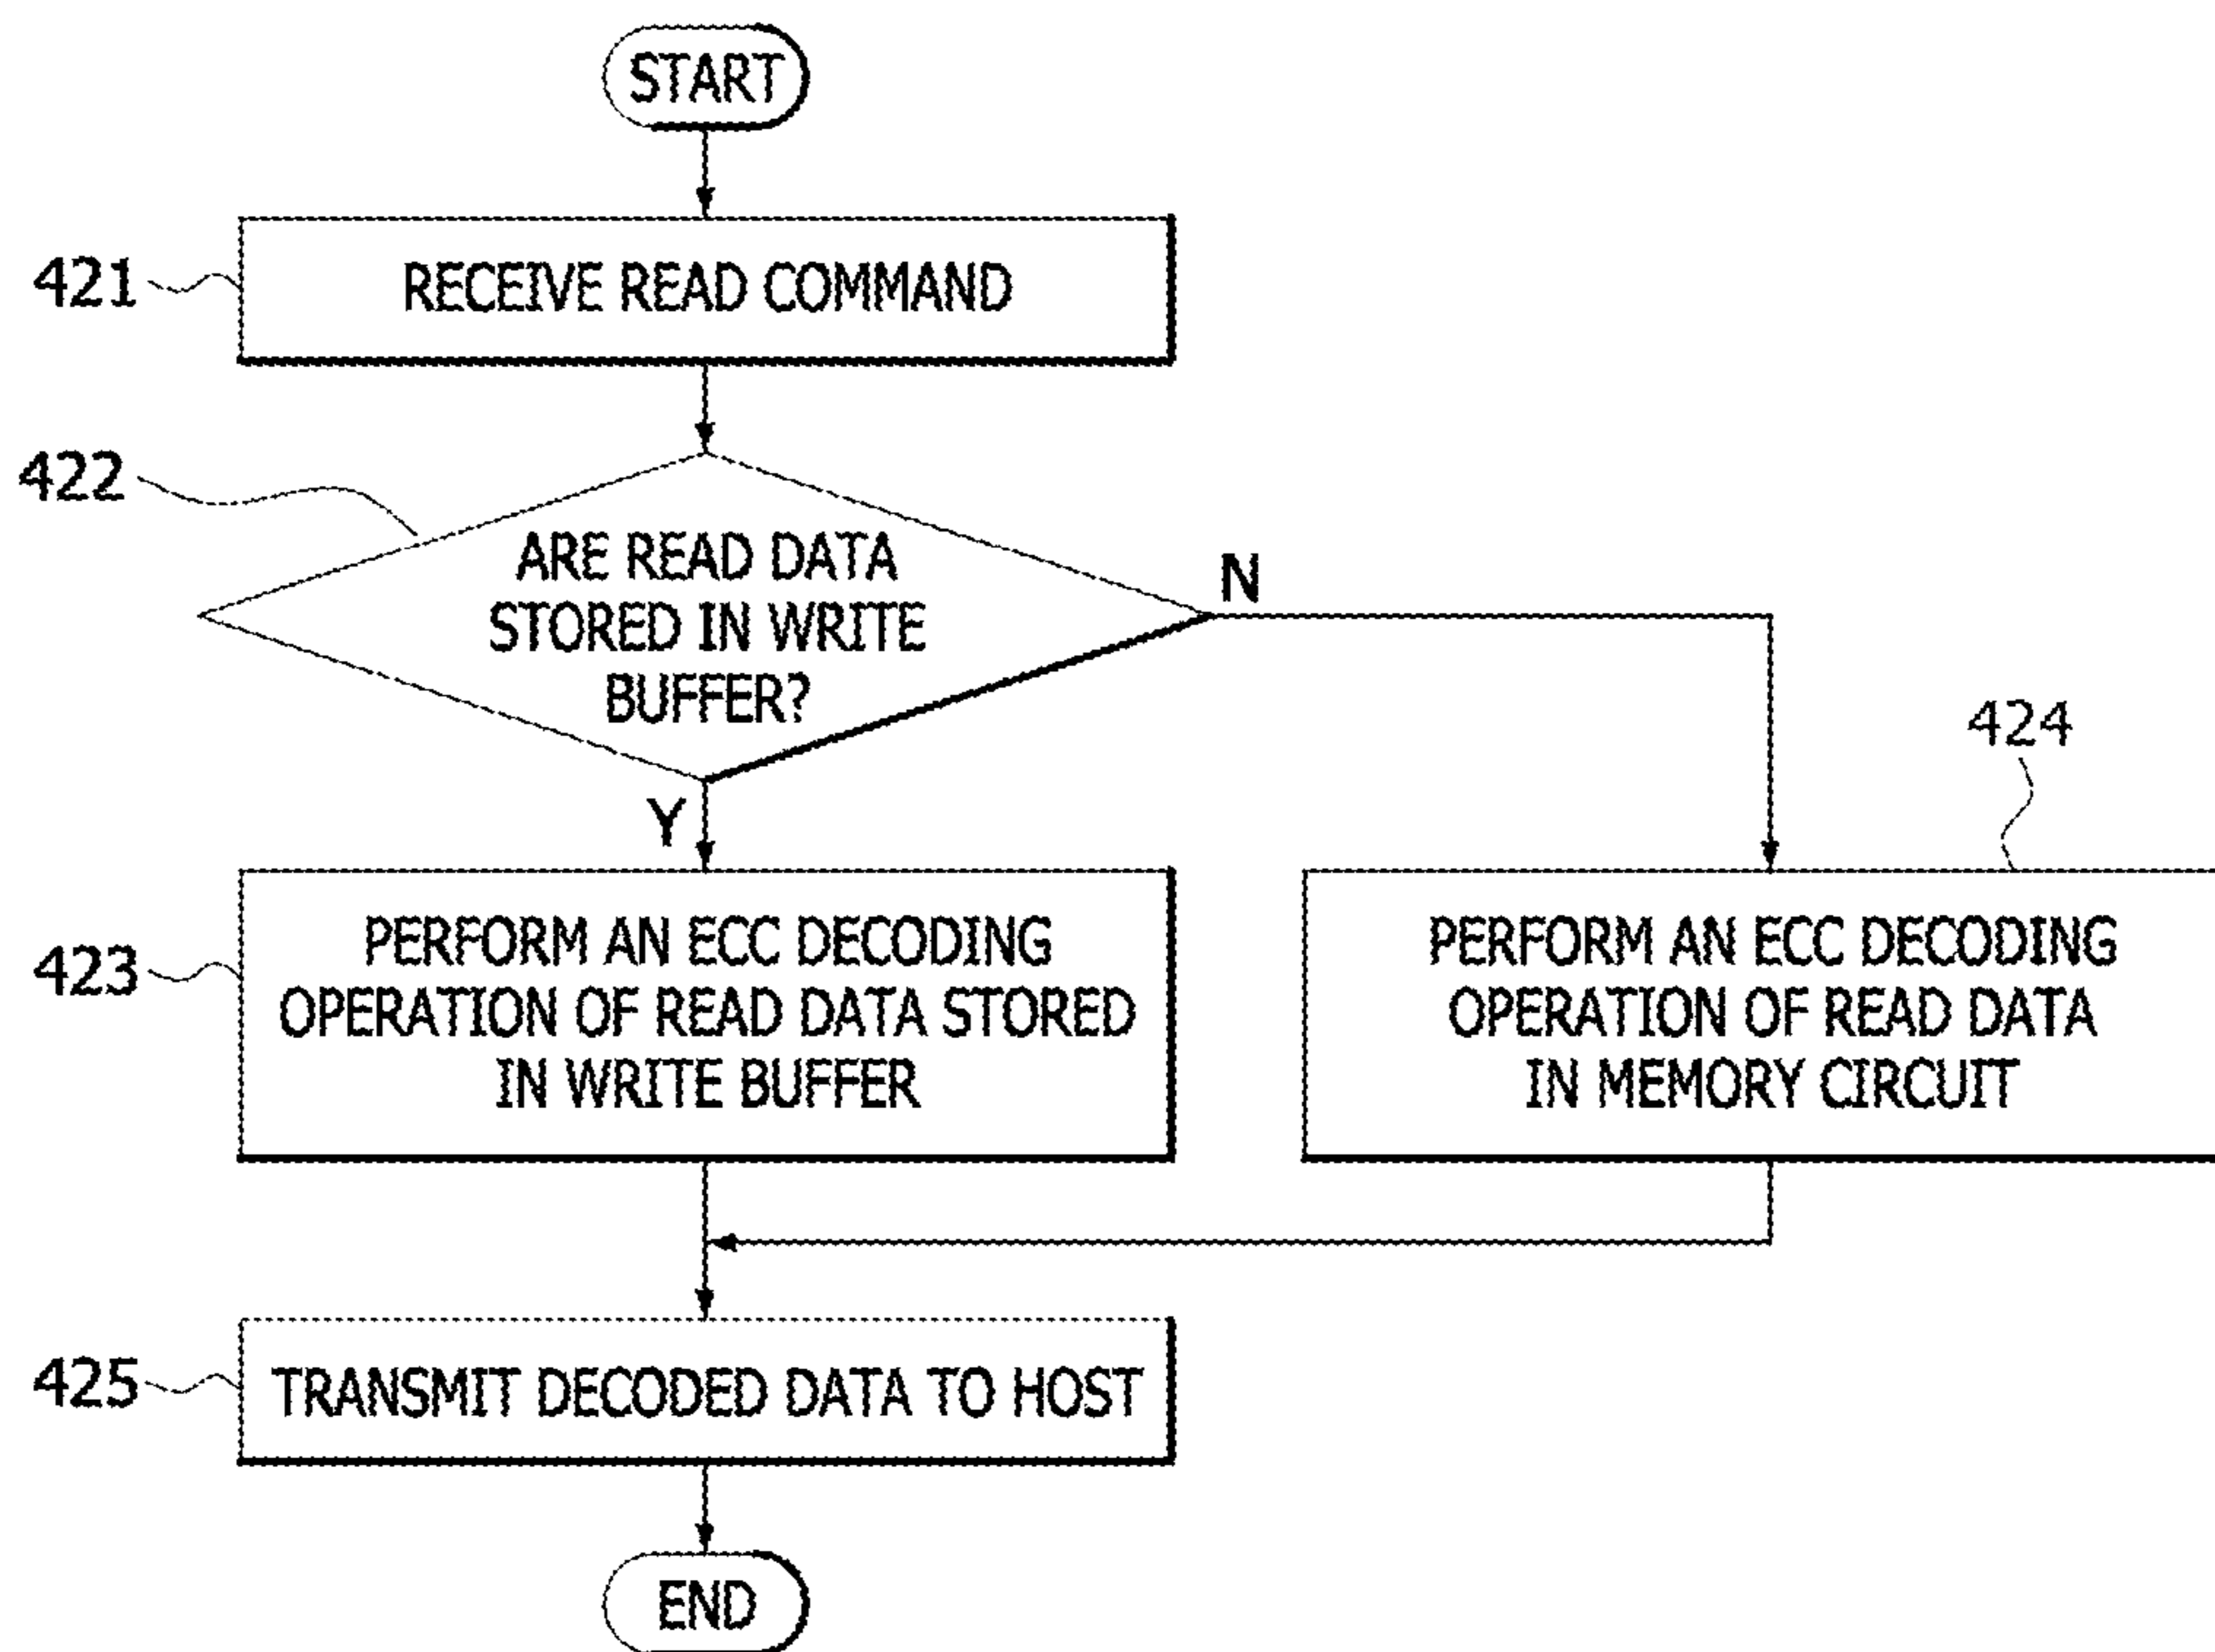 START
421
RECEIVE READ COMMAND
422
ARE READ DATA
STORED IN WRITE
BUFFER?
N
Y
424
423
PERFORM AN ECC DECODING
OPERATION OF READ DATA STORED
IN WRITE BUFFER
PERFORM AN ECC DECODING
OPERATION OF READ DATA
IN MEMORY CIRCUIT
425
TRANSMIT DECODED DATA TO HOST
END